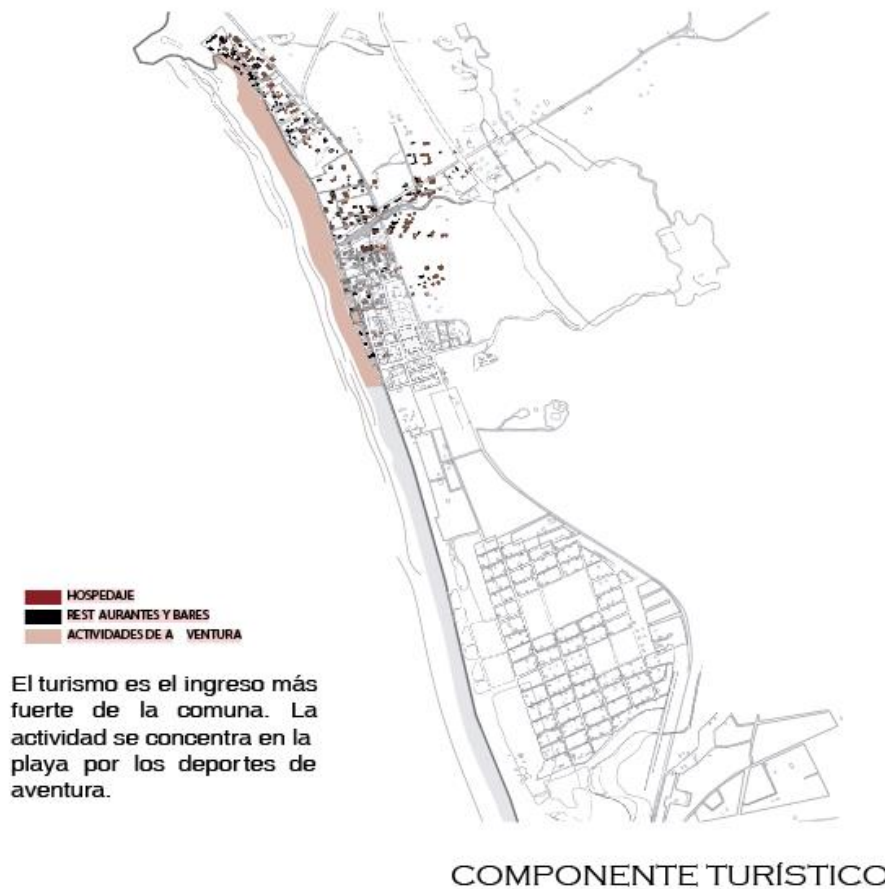 HOSPEDAJE
REST AURANTES Y BARES
ACTIVIDADES DE A VENTURA
El turismo es el ingreso más
fuerte de la comuna. La
actividad se concentra en la
playa por los deportes de
aventura.
COMPONENTE TURÍSTICO